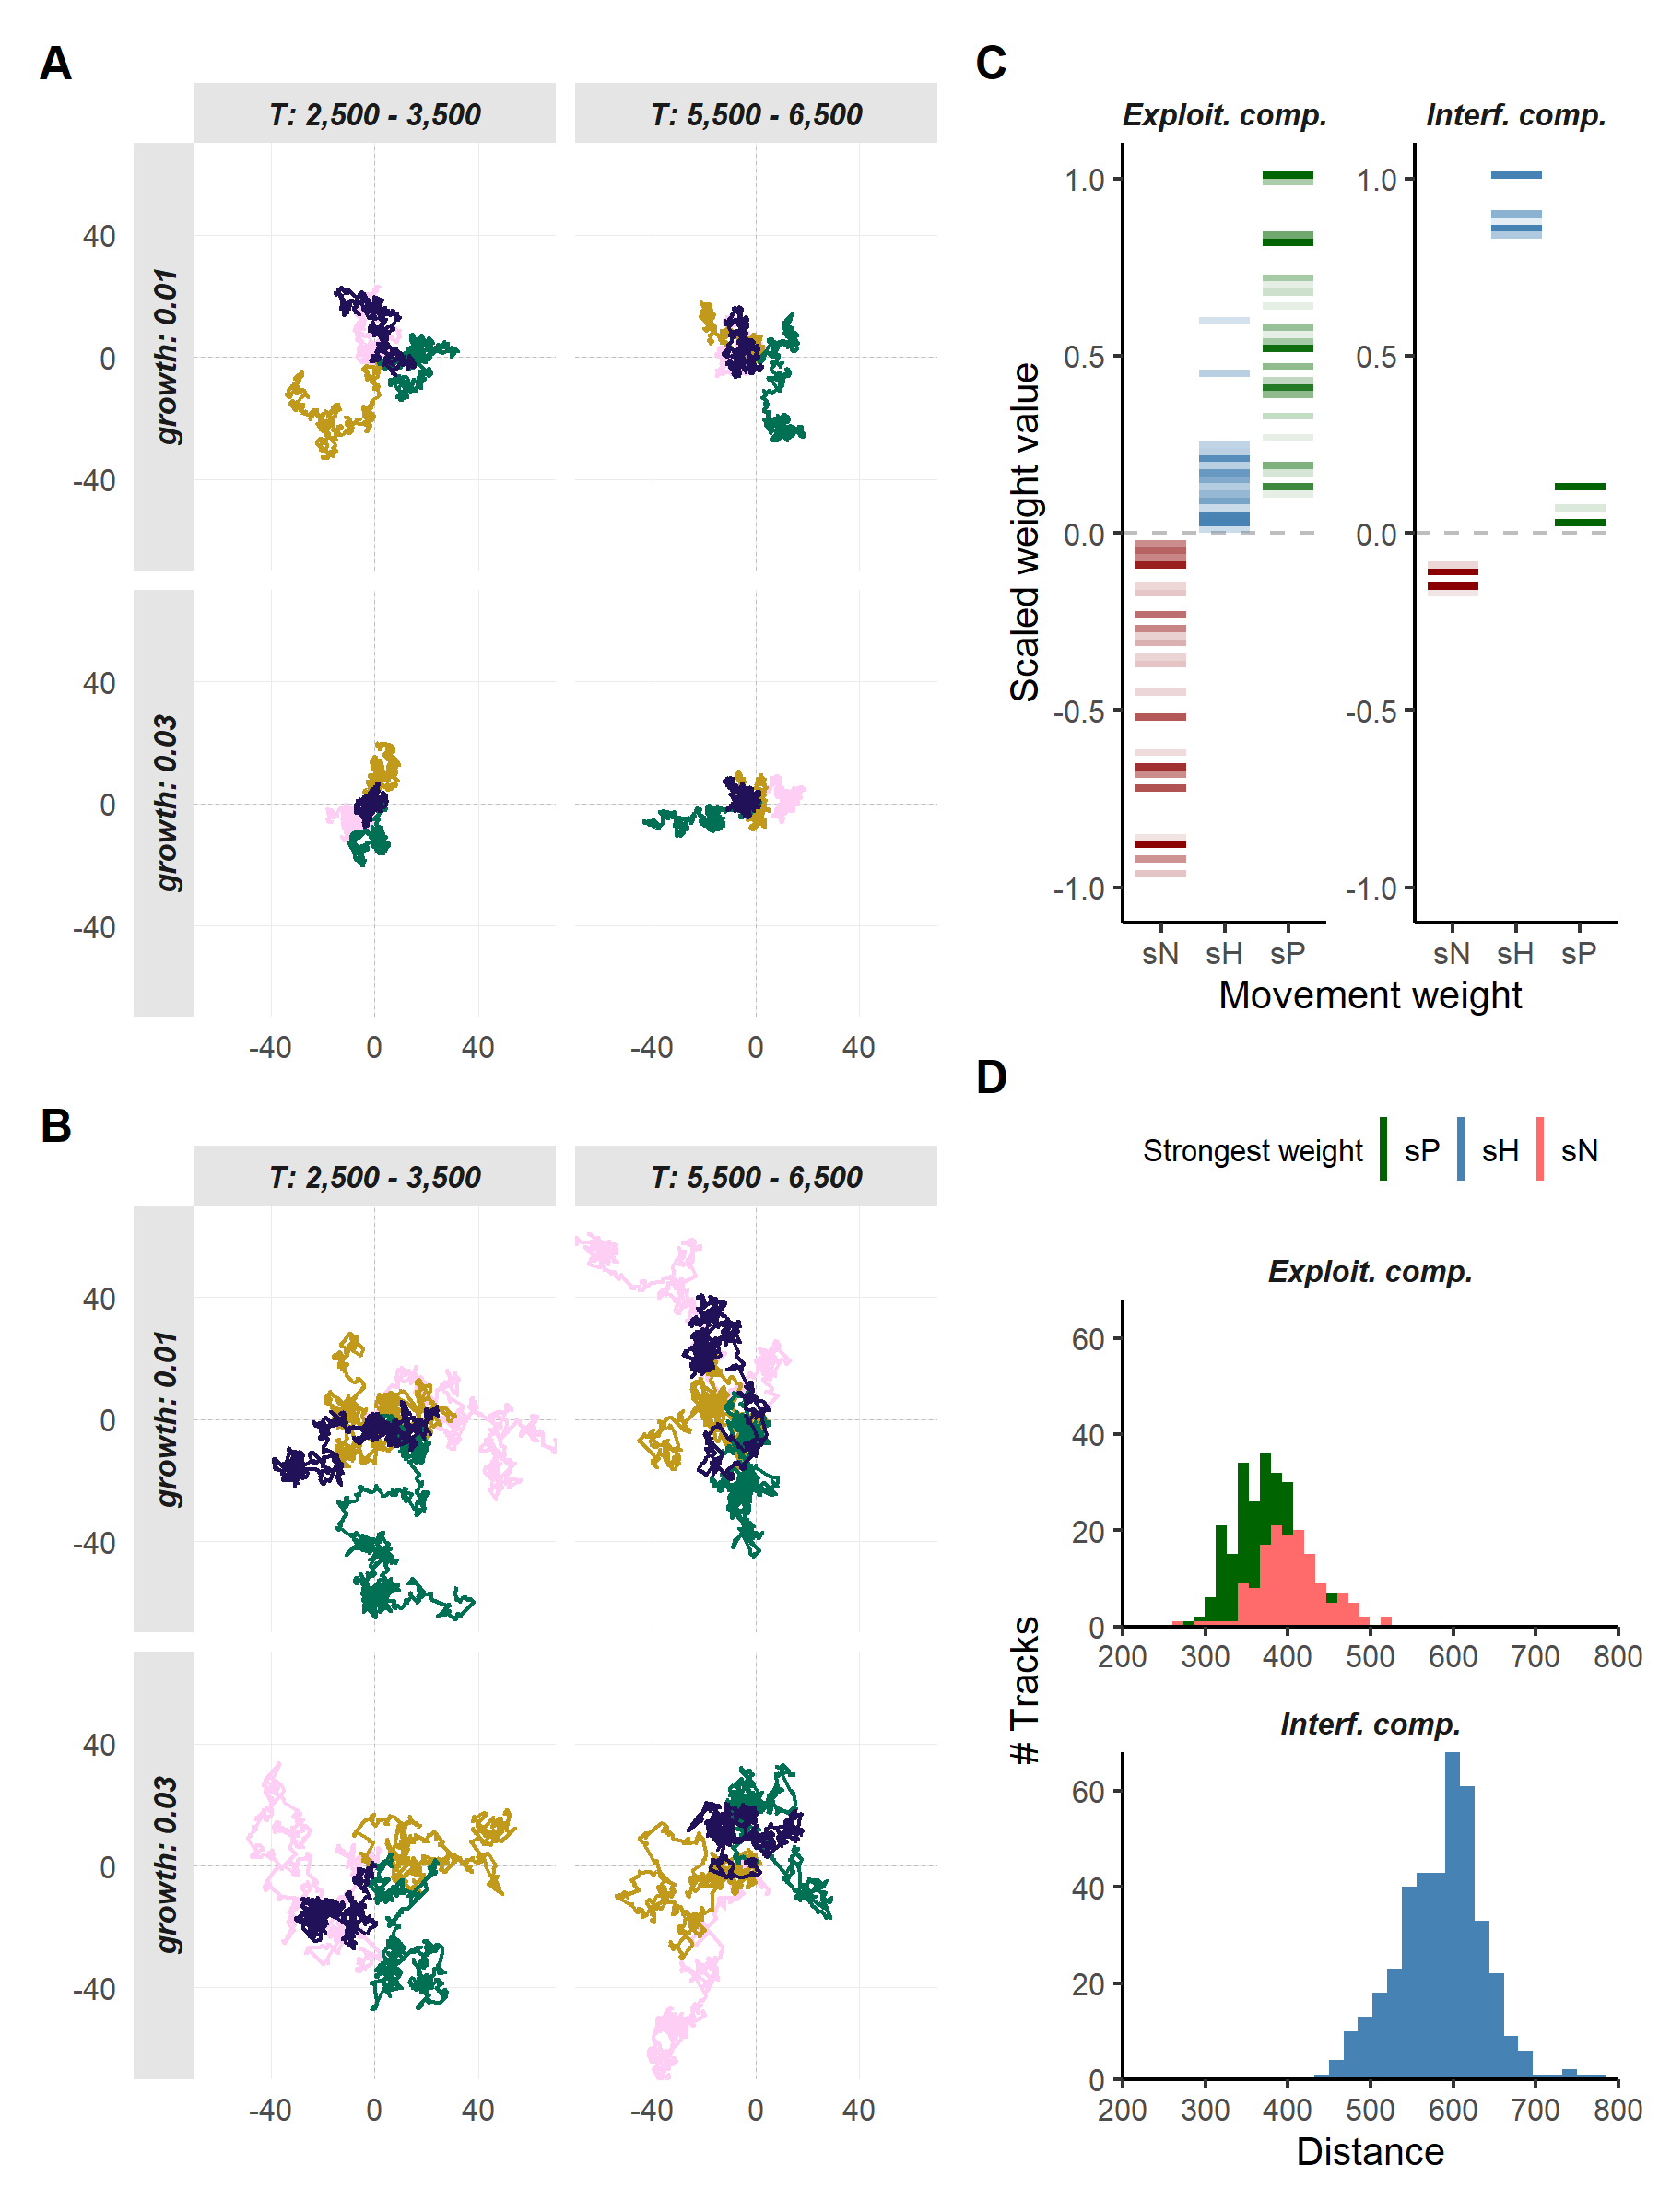 A
T: 2,500 - 3,500
T: 5,500 - 6,500
growth: 0.01
40
0
-40
growth: 0.03
40
0
-40
-40 0 40
-40 0 40
B
T: 2,500 - 3,500
T: 5,500 - 6,500
growth: 0.01
40
0
-40
growth: 0.03
40
0
-40
-40 0 40
-40 0 40
C
Exploit. comp.
Interf. comp.
Scaled weight value
1.0
0.5
0.0
-0.5
-1.0
1.0
0.5
0.0
-0.5
-1.0
sN sH sP
sN sH sP
Movement weight
D
Strongest weight sP sH sN
Exploit. comp.
# Tracks
60
40
20
0
200 300 400 500 600 700 800
Interf. comp.
60
40
20
0
200 300 400 500 600 700 800
Distance